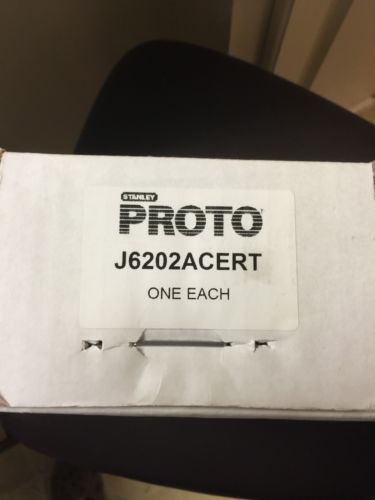 STANLEY
PROTO
J6202ACERT
ONE EACH